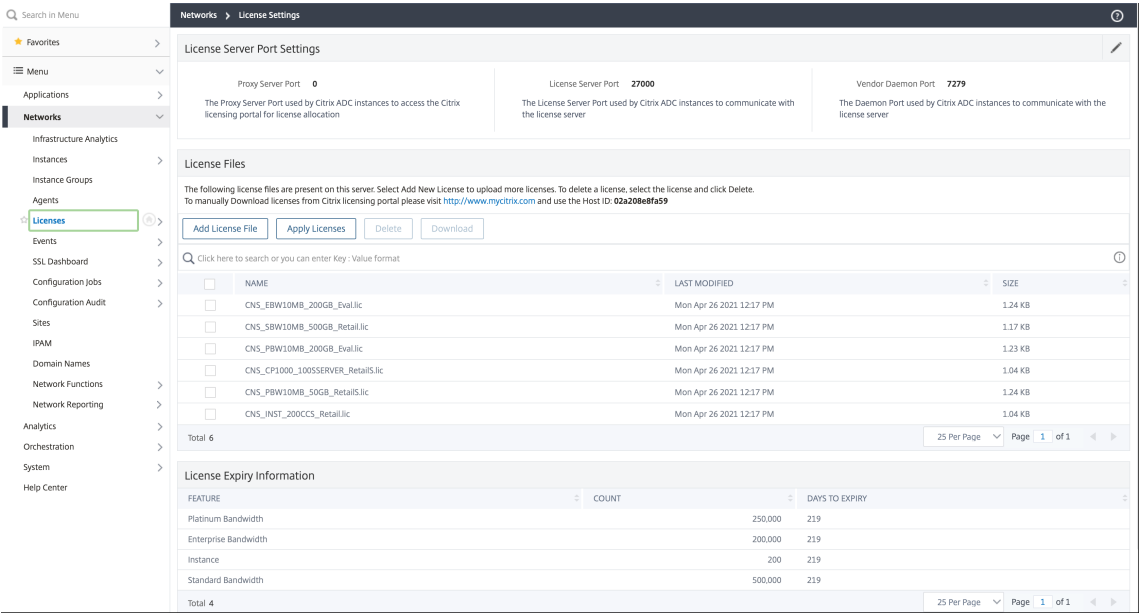 Search in Menu
Favorites
Menu
Applications
Networks
Infrastructure Analytics
Instances
Instance Groups
Agents
Licenses
Events
SSL Dashboard
Configuration Jobs
Configuration Audit
Sites
IPAM
Domain Names
Network Functions
Network Reporting
Analytics
Orchestration
System
Help Center
Networks > License Settings
License Server Port Settings
Proxy Server Port 0
The Proxy Server Port used by Citrix ADC instances to access the Citrix
licensing portal for license allocation
License Server Port 27000
The License Server Port used by Citrix ADC instances to communicate with
the license server
Vendor Daemon Port 7279
The Daemon Port used by Citrix ADC instances to communicate with the
license server
License Files
The following license files are present on this server. Select Add New License to upload more licenses. To delete a license, select the license and click Delete.
To manually Download licenses from Citrix licensing portal please visit http://www.mycitrix.com and use the Host ID: 02a208e8fa59
Add License File Apply Licenses Delete Download
Click here to search or you can enter Key : Value format
NAME LAST MODIFIED SIZE
CNS_EBW10MB_200GB_Eval.lic Mon Apr 26 2021 12:17 PM 1.24 KB
CNS_SBW10MB_500GB_Retail.lic Mon Apr 26 2021 12:17 PM 1.17 KB
CNS_PBW10MB_200GB_Eval.lic Mon Apr 26 2021 12:17 PM 1.23 KB
CNS_CP1000_100SSERVER_RetailS.lic Mon Apr 26 2021 12:17 PM 1.04 KB
CNS_PBW10MB_50GB_RetailS.lic Mon Apr 26 2021 12:17 PM 1.24 KB
CNS_INST_200CCS_Retail.lic Mon Apr 26 2021 12:17 PM 1.04 KB
Total 6 25 Per Page Page 1 of 1
License Expiry Information
FEATURE COUNT DAYS TO EXPIRY
Platinum Bandwidth 250,000 219
Enterprise Bandwidth 200,000 219
Instance 200 219
Standard Bandwidth 500,000 219
Total 4 25 Per Page Page 1 of 1